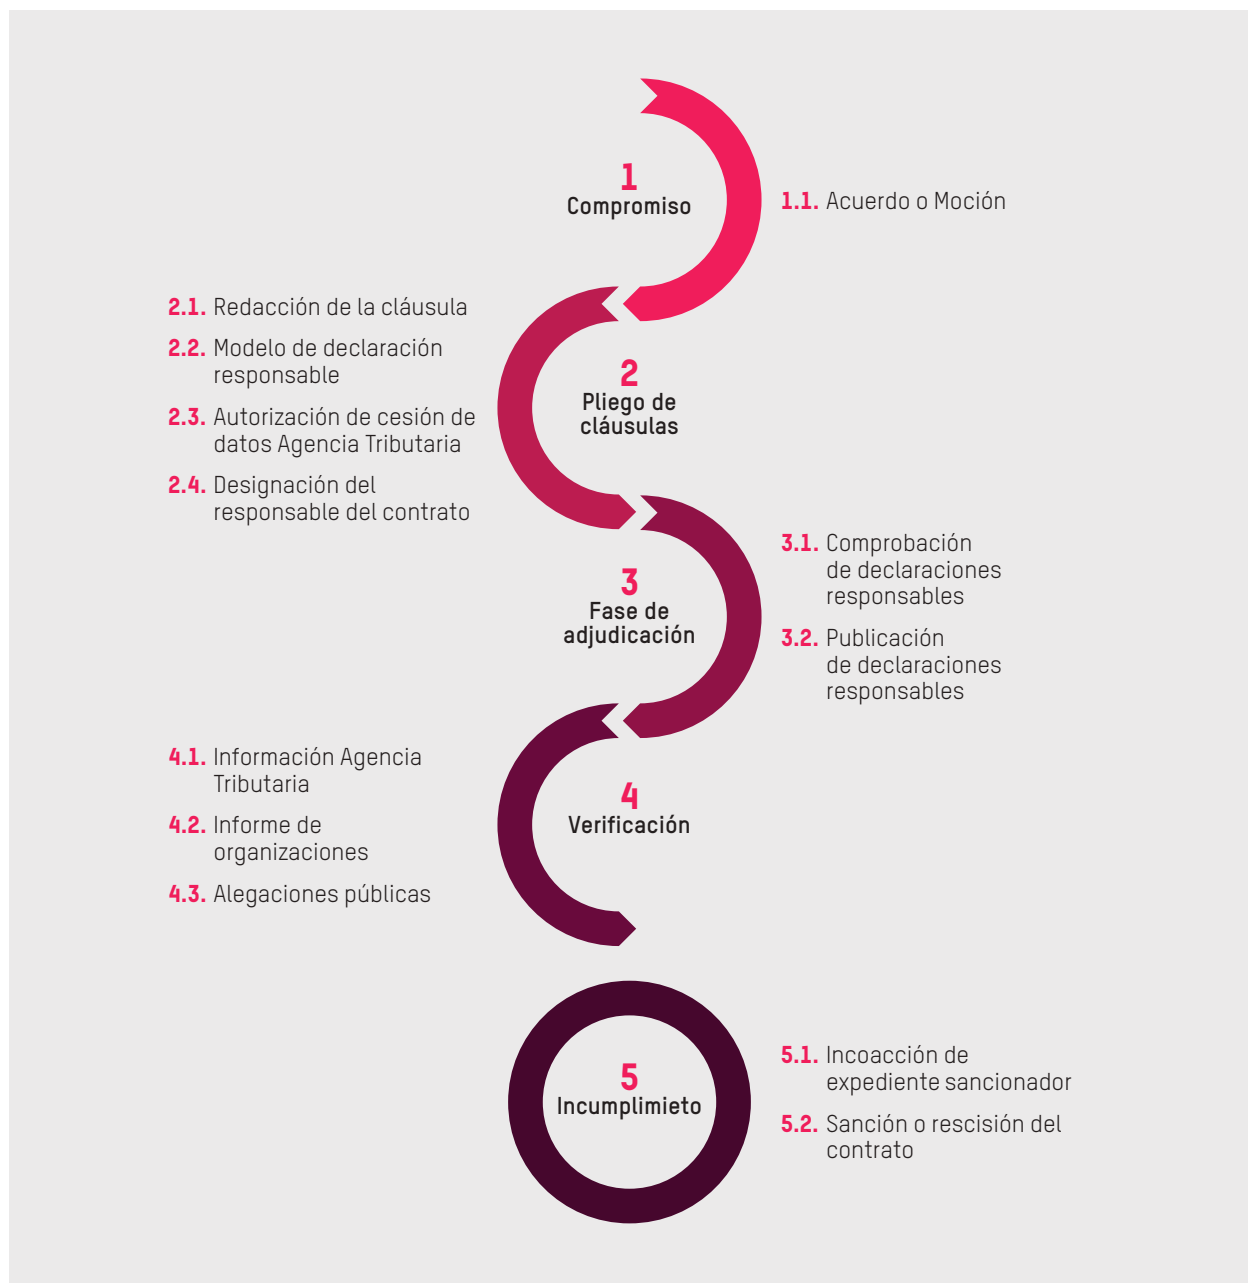 1
Compromiso
1.1. Acuerdo o Moción
2.1. Redacción de la cláusula
2.2. Modelo de declaración
responsable
2.3. Autorización de cesión de
datos Agencia Tributaria
2.4. Designación del
responsable del contrato
2
Pliego de
cláusulas
3
Fase de
adjudicación
3.1. Comprobación
de declaraciones
responsables
3.2. Publicación
de declaraciones
responsables
4.1. Información Agencia
Tributaria
4.2. Informe de
organizaciones
4.3. Alegaciones públicas
4
Verificación
5
Incumplimieto
5.1. Incoacción de
expediente sancionador
5.2. Sanción o rescisión del
contrato